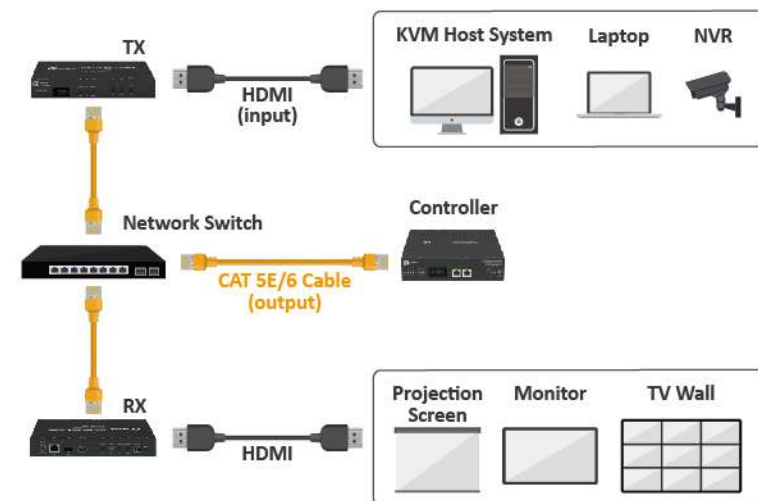 TX
KVM Host System
Laptop
NVR
HDMI
(input)
Network Switch
Controller
CAT 5E/6 Cable
(output)
RX
HDMI
Projection
Screen
Monitor
TV Wall